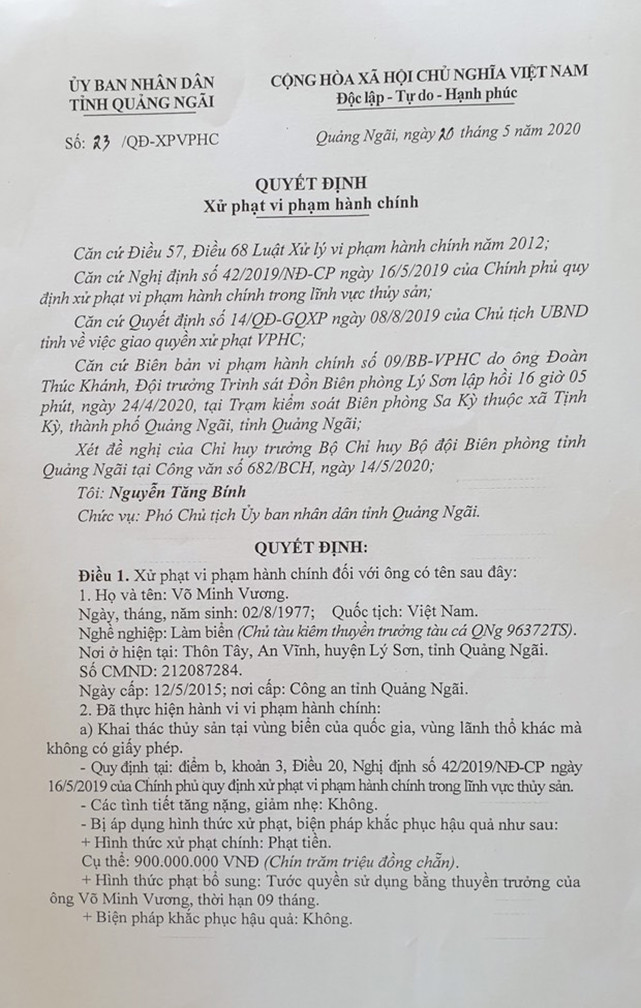 ỦY BAN NHÂN DÂN
TỈNH QUẢNG NGÃI
Số: 23 /QĐ-XPVPHC
CỘNG HÒA XÃ HỘI CHỦ NGHĨA VIỆT NAM
Độc lập - Tự do - Hạnh phúc
Quảng Ngãi, ngày 20 tháng 5 năm 2020
QUYẾT ĐỊNH
Xử phạt vi phạm hành chính
Căn cứ Điều 57, Điều 68 Luật Xử lý vi phạm hành chính năm 2012;
Căn cứ Nghị định số 42/2019/NĐ-CP ngày 16/5/2019 của Chính phủ quy
định xử phạt vi phạm hành chính trong lĩnh vực thủy sản;
Căn cứ Quyết định số 14/QĐ-GQXP ngày 08/8/2019 của Chủ tịch UBND
tỉnh về việc giao quyền xử phạt VPHC;
Căn cứ Biên bản vi phạm hành chính số 09/BB-VPHC do ông Đoàn
Thúc Khánh, Đội trưởng Trinh sát Đồn Biên phòng Lý Sơn lập hồi 16 giờ 05
phút, ngày 24/4/2020, tại Trạm kiểm soát Biên phòng Sa Kỳ thuộc xã Tịnh
Kỳ, thành phố Quảng Ngãi, tỉnh Quảng Ngãi;
Xét đề nghị của Chỉ huy trưởng Bộ Chỉ huy Bộ đội Biên phòng tỉnh
Quảng Ngãi tại Công văn số 682/BCH, ngày 14/5/2020;
Tôi: Nguyễn Tăng Bính
Chức vụ: Phó Chủ tịch Ủy ban nhân dân tỉnh Quảng Ngãi.
QUYẾT ĐỊNH:
Điều 1. Xử phạt vi phạm hành chính đối với ông có tên sau đây:
1. Họ và tên: Võ Minh Vương.
Ngày, tháng, năm sinh: 02/8/1977; Quốc tịch: Việt Nam.
Nghề nghiệp: Làm biển (Chủ tàu kiêm thuyền trưởng tàu cá QNg 96372TS).
Nơi ở hiện tại: Thôn Tây, An Vĩnh, huyện Lý Sơn, tỉnh Quảng Ngãi.
Số CMND: 212087284.
Ngày cấp: 12/5/2015; nơi cấp: Công an tỉnh Quảng Ngãi.
2. Đã thực hiện hành vi vi phạm hành chính:
a) Khai thác thủy sản tại vùng biển của quốc gia, vùng lãnh thổ khác mà
không có giấy phép.
- Quy định tại: điểm b, khoản 3, Điều 20, Nghị định số 42/2019/NĐ-CP ngày
16/5/2019 của Chính phủ quy định xử phạt vi phạm hành chính trong lĩnh vực thủy sản.
- Các tình tiết tăng nặng, giảm nhẹ: Không.
- Bị áp dụng hình thức xử phạt, biện pháp khắc phục hậu quả như sau:
+ Hình thức xử phạt chính: Phạt tiền.
Cụ thể: 900.000.000 VNĐ (Chín trăm triệu đồng chẵn).
+ Hình thức phạt bổ sung: Tước quyền sử dụng bằng thuyền trưởng của
ông Võ Minh Vương, thời hạn 09 tháng.
+ Biện pháp khắc phục hậu quả: Không.